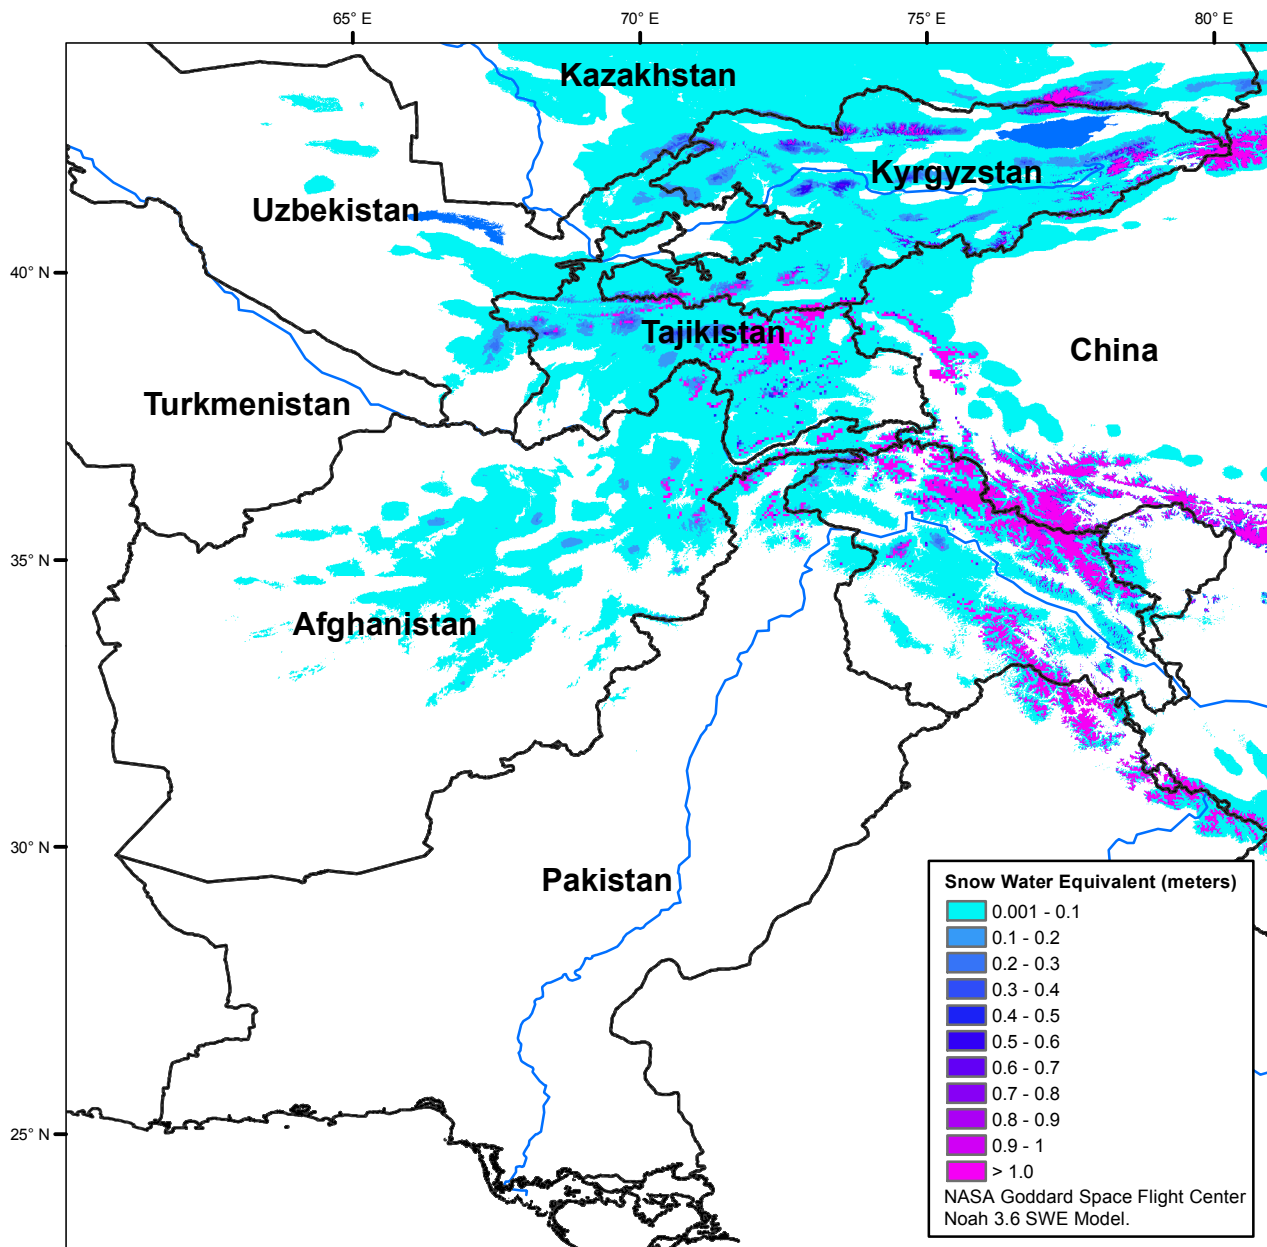 65° E
70° E
75° E
80° E
Kazakhstan
Kyrgyzstan
Uzbekistan
40° N
Tajikistan
China
Turkmenistan
35° N
Afghanistan
30° N
Pakistan
25° N
Snow Water Equivalent (meters)
0.001 - 0.1
0.1 - 0.2
0.2 - 0.3
0.3 - 0.4
0.4 - 0.5
0.5 - 0.6
0.6 - 0.7
0.7 - 0.8
0.8 - 0.9
0.9 - 1
> 1.0
NASA Goddard Space Flight Center
Noah 3.6 SWE Model.